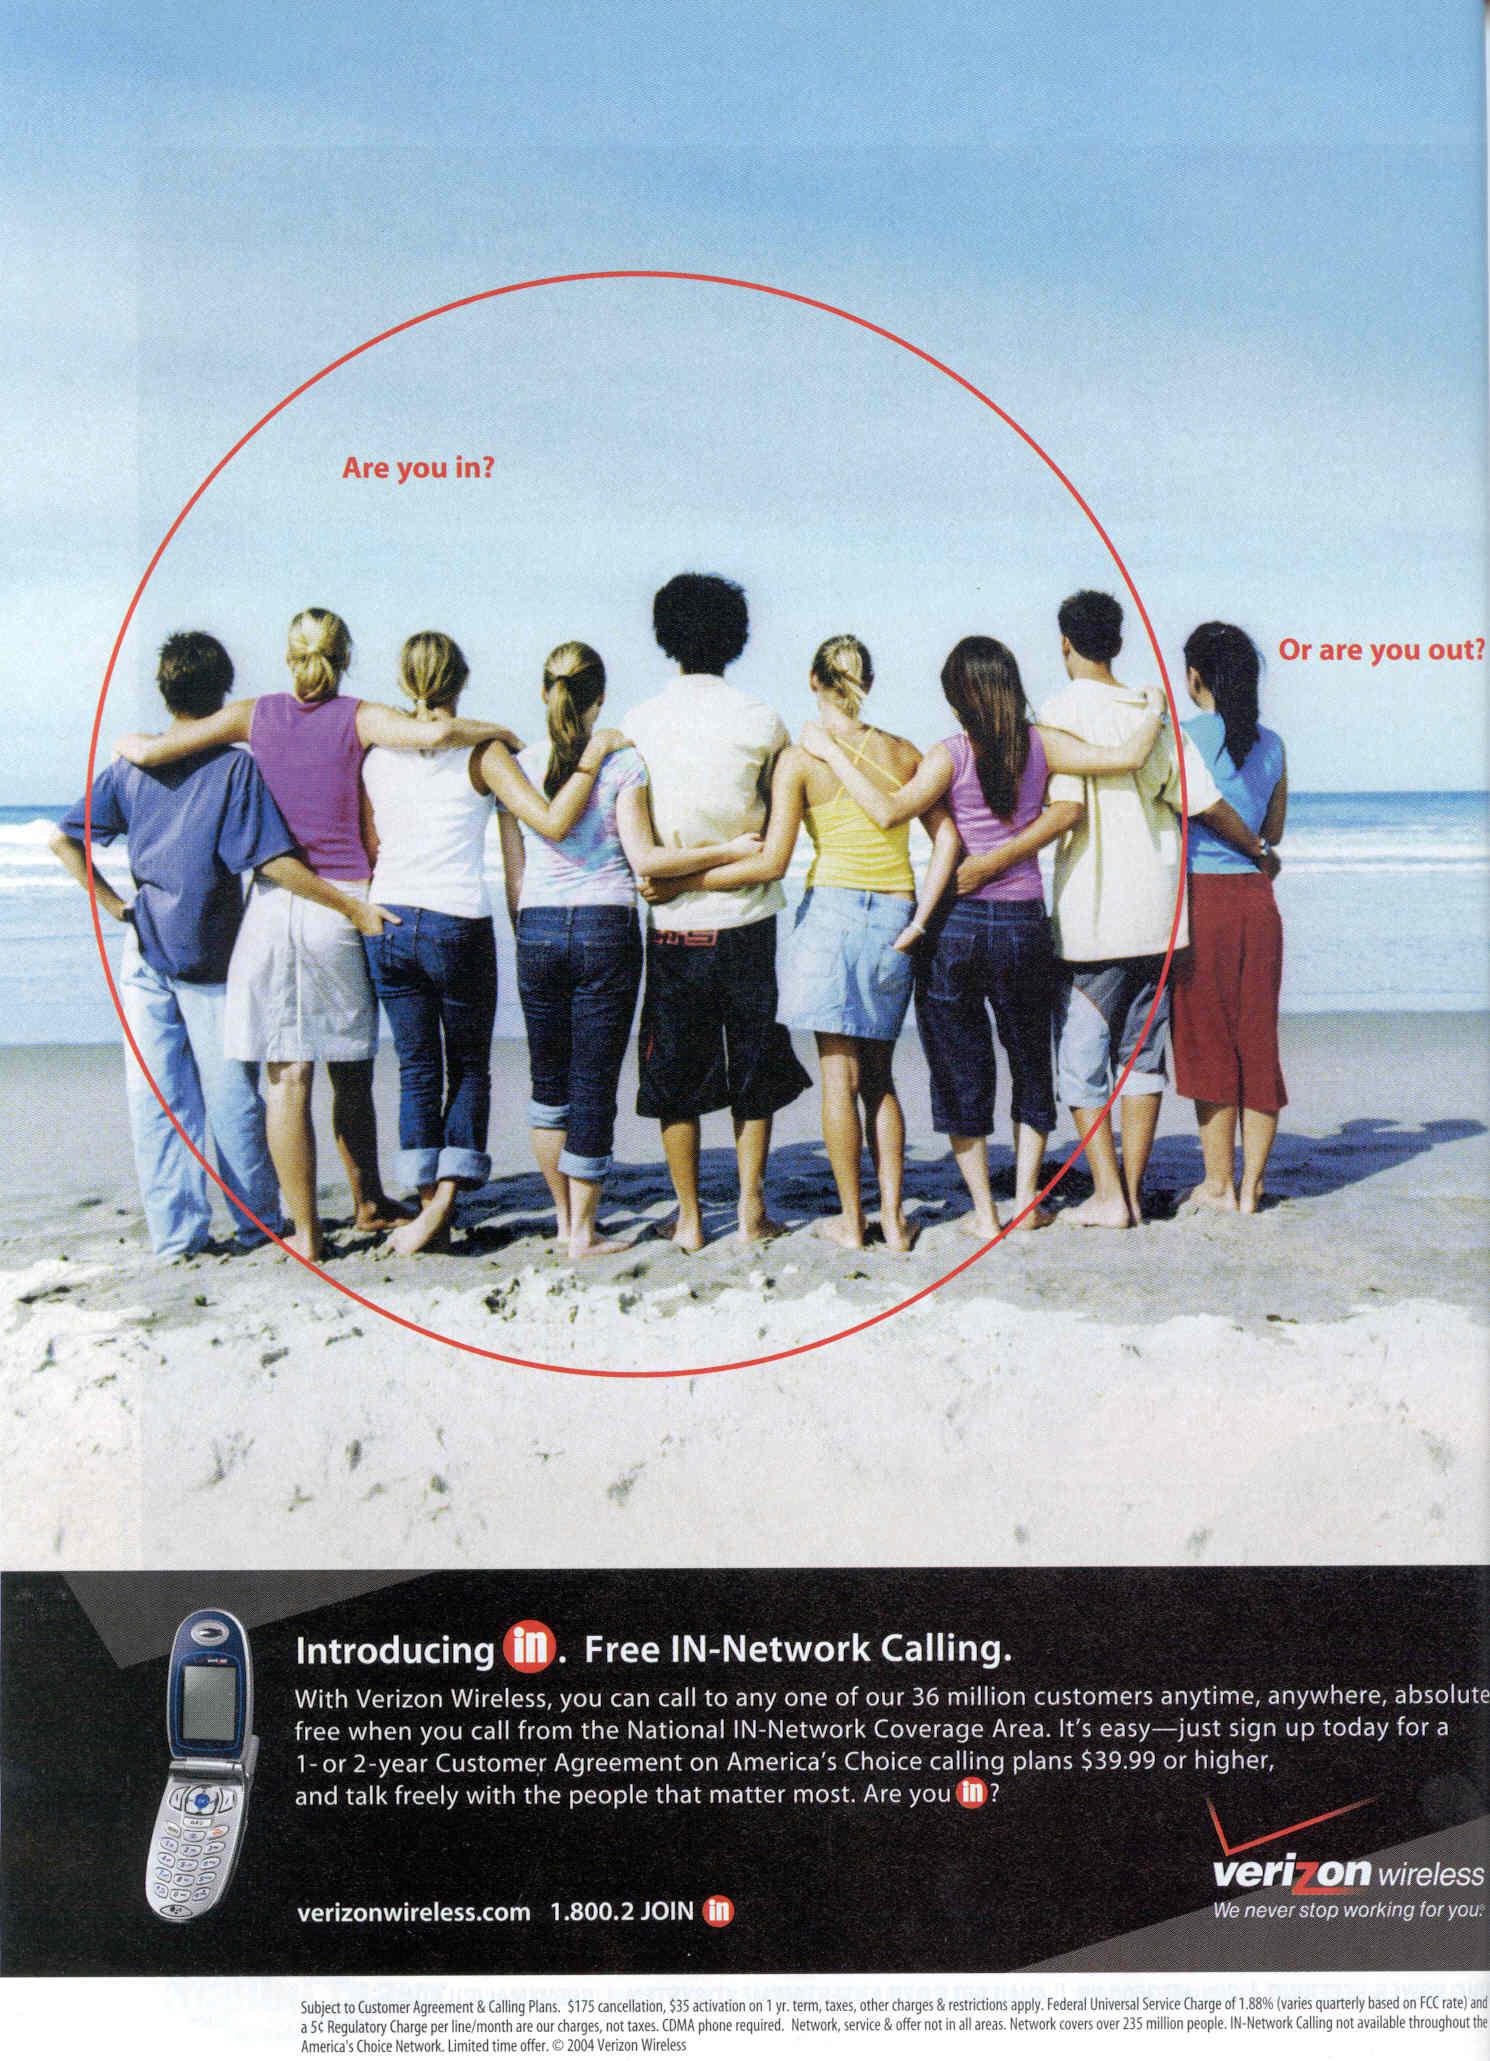 Are you in?
Or are you out?
Introducing in. Free IN-Network Calling.
With Verizon Wireless, you can call to any one of our 36 million customers anytime, anywhere, absolute
free when you call from the National IN-Network Coverage Area. It's easy—just sign up today for a
1- or 2-year Customer Agreement on America's Choice calling plans $39.99 or higher,
and talk freely with the people that matter most. Are you in?
verizonwireless.com 1.800.2 JOIN in
verizon wireless
We never stop working for you.
Subject to Customer Agreement & Calling Plans. $175 cancellation, $35 activation on 1 yr. term, taxes, other charges & restrictions apply. Federal Universal Service Charge of 1.88% (varies quarterly based on FCC rate) and
a 5¢ Regulatory Charge per line/month are our charges, not taxes. CDMA phone required. Network, service & offer not in all areas. Network covers over 235 million people. IN-Network Calling not available throughout the
America's Choice Network. Limited time offer. © 2004 Verizon Wireless